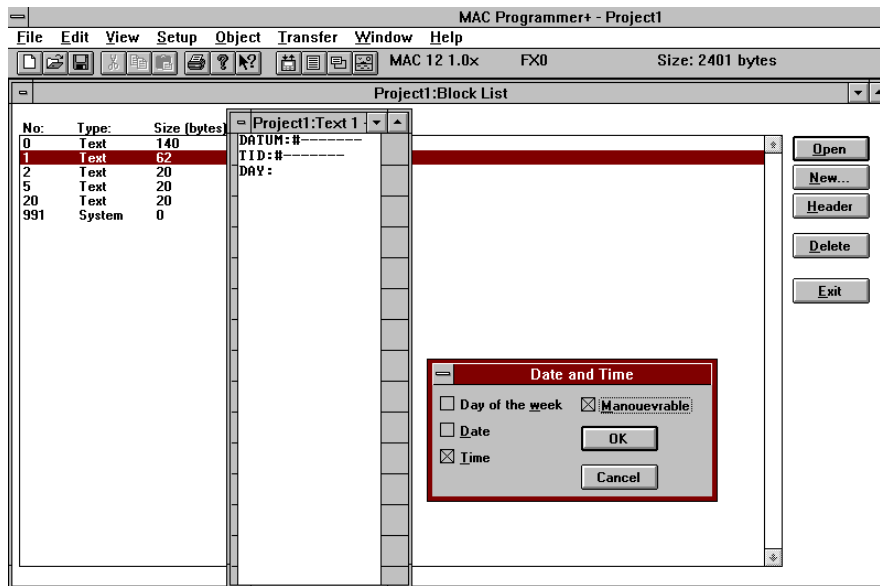 MAC Programmer+ - Project1
File Edit View Setup Object Transfer Window Help
MAC 12 1.0x FX0 Size: 2401 bytes
Project1:Block List
No: Type: Size (bytes)
0 Text 140
1 Text 62
2 Text 20
5 Text 20
20 Text 20
991 System 0
Project1:Text 1 -
DATUM:#-------
TID:#-------
DAY:
Open
New...
Header
Delete
Exit
Date and Time
Day of the week Manouevrable
Date
OK
Time
Cancel